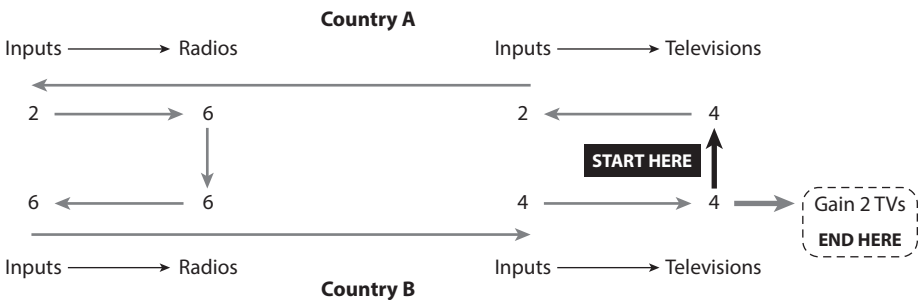 Country A
Inputs Radios Inputs Televisions
2 6 2 4
START HERE
6 6 4 4 Gain 2 TVs
END HERE
Inputs Radios Inputs Televisions
Country B